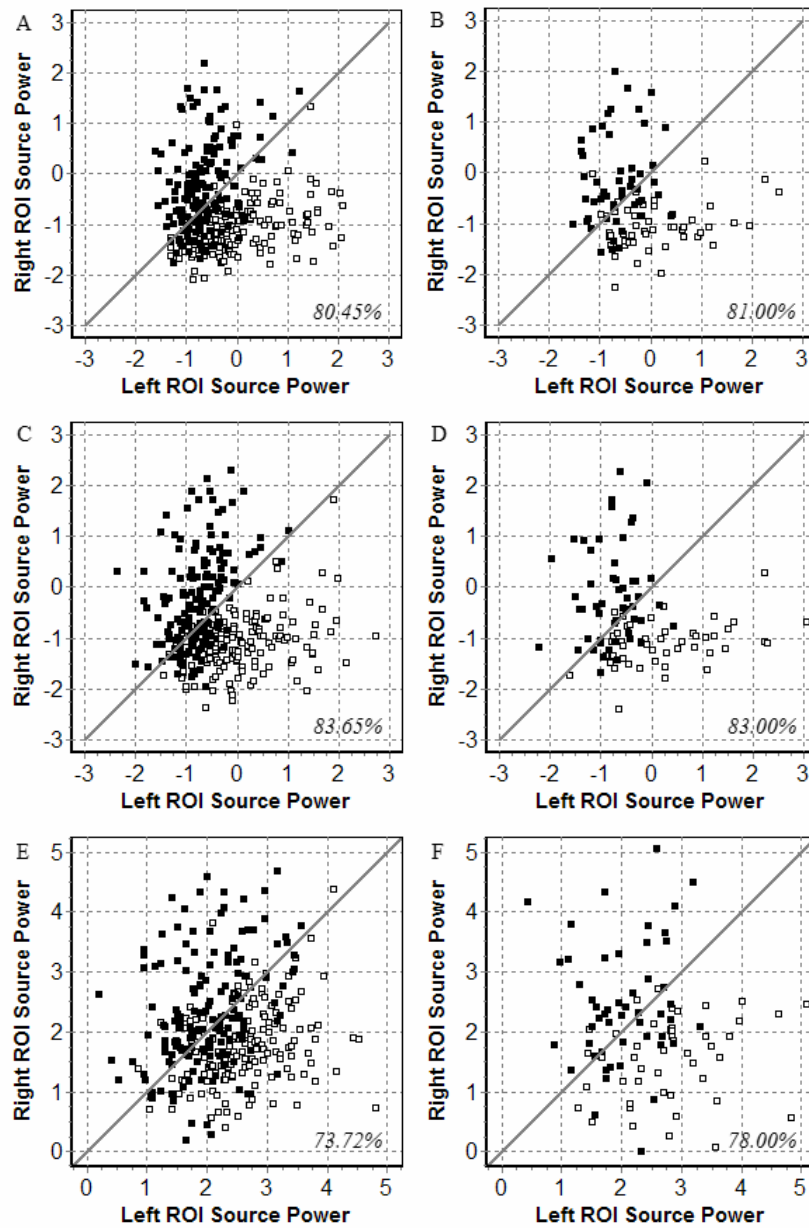 A
3
2
1
0
-1
-2
-3
Right ROI Source Power
80.45%
-3 -2 -1 0 1 2 3
Left ROI Source Power
B
3
2
1
0
-1
-2
-3
Right ROI Source Power
81.00%
-3 -2 -1 0 1 2 3
Left ROI Source Power
C
3
2
1
0
-1
-2
-3
Right ROI Source Power
83.65%
-3 -2 -1 0 1 2 3
Left ROI Source Power
D
3
2
1
0
-1
-2
-3
Right ROI Source Power
83.00%
-3 -2 -1 0 1 2 3
Left ROI Source Power
E
5
4
3
2
1
0
Right ROI Source Power
73.72%
0 1 2 3 4 5
Left ROI Source Power
F
5
4
3
2
1
0
Right ROI Source Power
78.00%
0 1 2 3 4 5
Left ROI Source Power